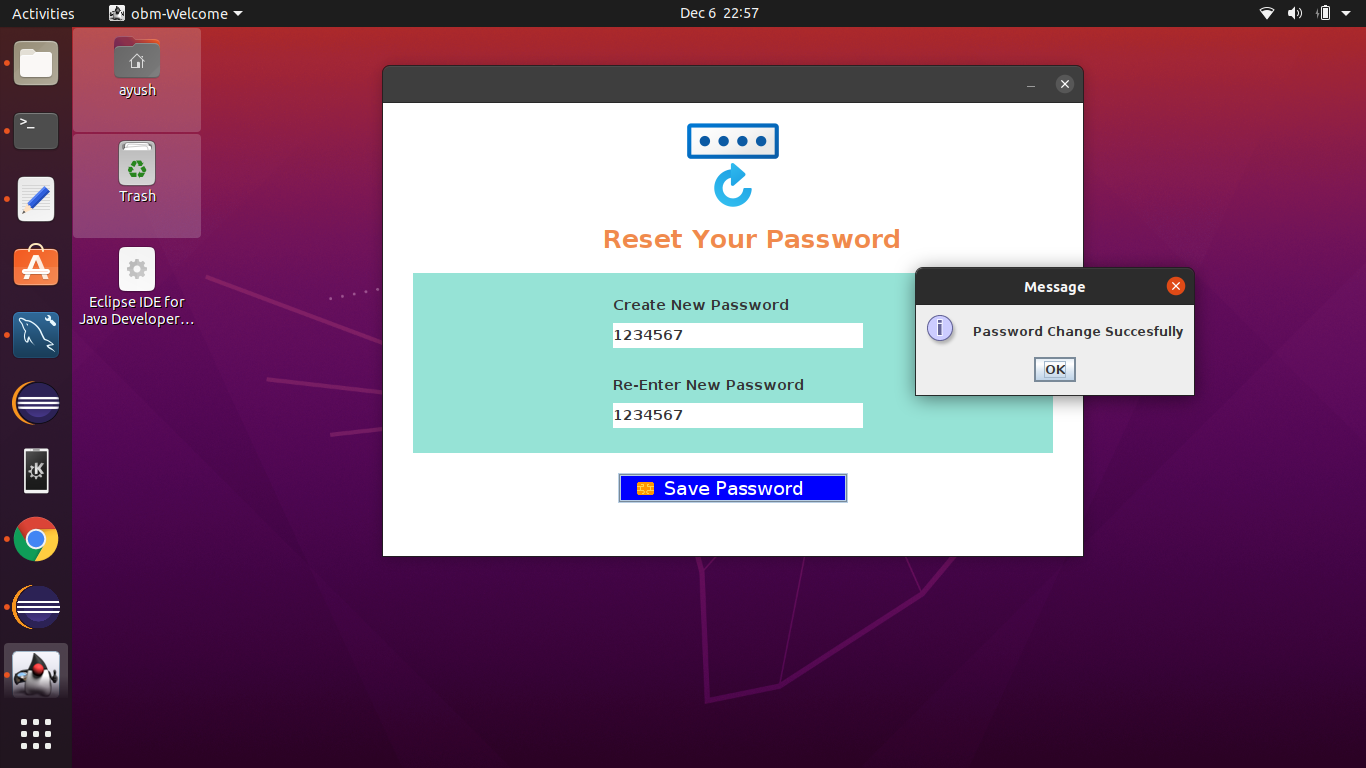 Activities
obm-Welcome
Dec 6 22:57
ayush
Trash
Eclipse IDE for
Java Developer…
>_
K
Reset Your Password
Create New Password
1234567
Re-Enter New Password
1234567
Save Password
Message
i
Password Change Succesfully
OK